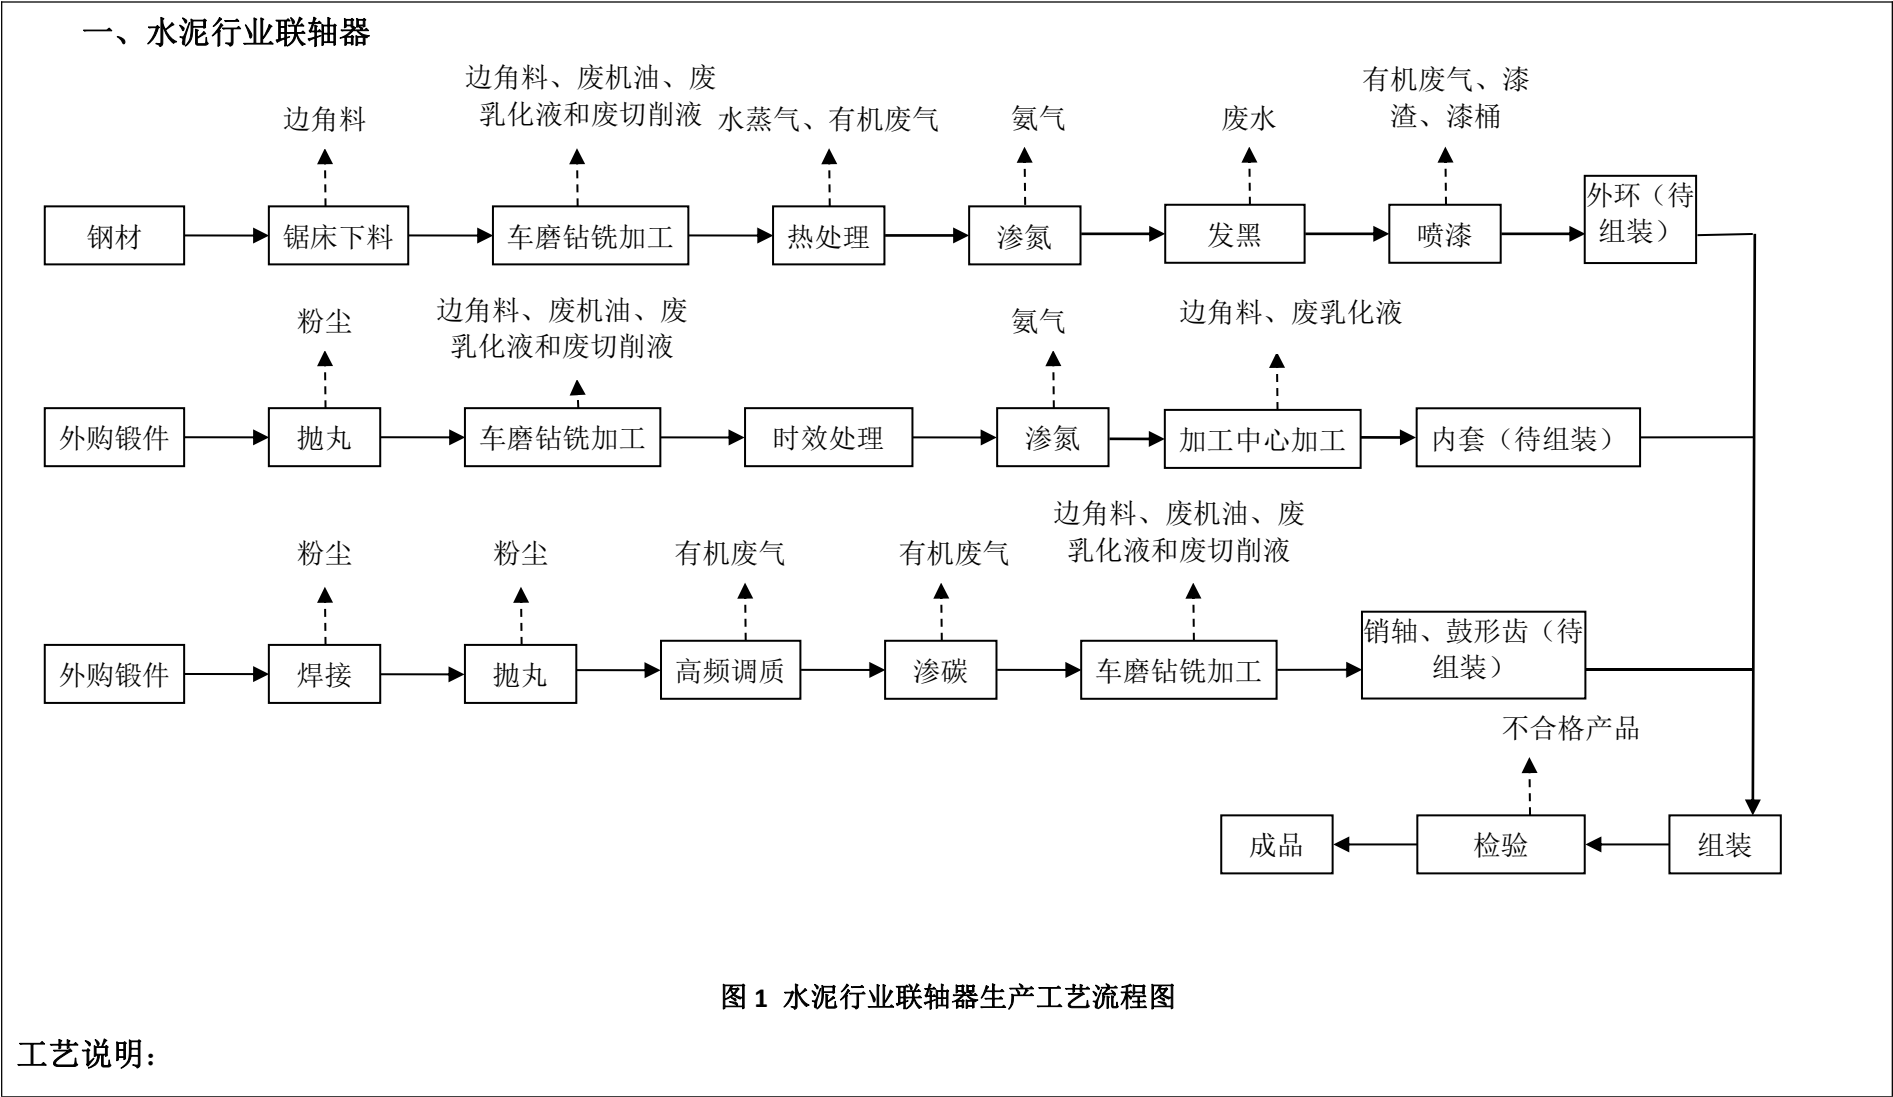 一、水泥行业联轴器
边角料、废机油、废
乳化液和废切削液
有机废气、漆
渣、漆桶
边角料
水蒸气、有机废气
氨气
废水
钢材
锯床下料
车磨钻铣加工
热处理
渗氮
发黑
喷漆
外环（待
组装）
粉尘
边角料、废机油、废
乳化液和废切削液
氨气
边角料、废乳化液
外购锻件
抛丸
车磨钻铣加工
时效处理
渗氮
加工中心加工
内套（待组装）
粉尘
粉尘
有机废气
有机废气
边角料、废机油、废
乳化液和废切削液
外购锻件
焊接
抛丸
高频调质
渗碳
车磨钻铣加工
销轴、鼓形齿（待
组装）
不合格产品
成品
检验
组装
图 1 水泥行业联轴器生产工艺流程图
工艺说明：